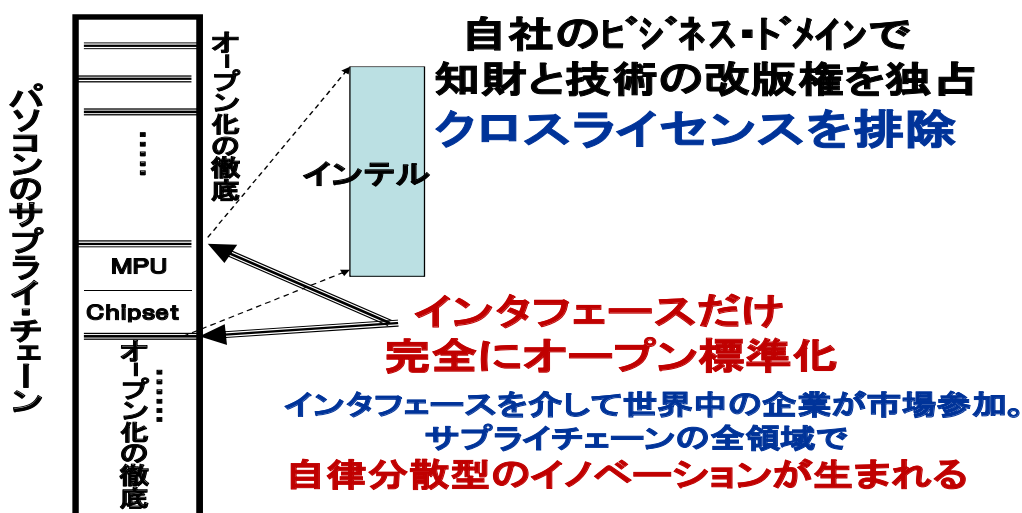 パソコンのサプライ・チェーン
オープン化の徹底
MPU
Chipset
オープン化の徹底
インテル
自社のﾋﾞｼﾞﾈｽ・ﾄﾞﾒｲﾝで
知財と技術の改版権を独占
クロスライセンスを排除
インタフェースだけ
完全にオープン標準化
インタフェースを介して世界中の企業が市場参加。
サプライチェーンの全領域で
自律分散型のイノベーションが生まれる